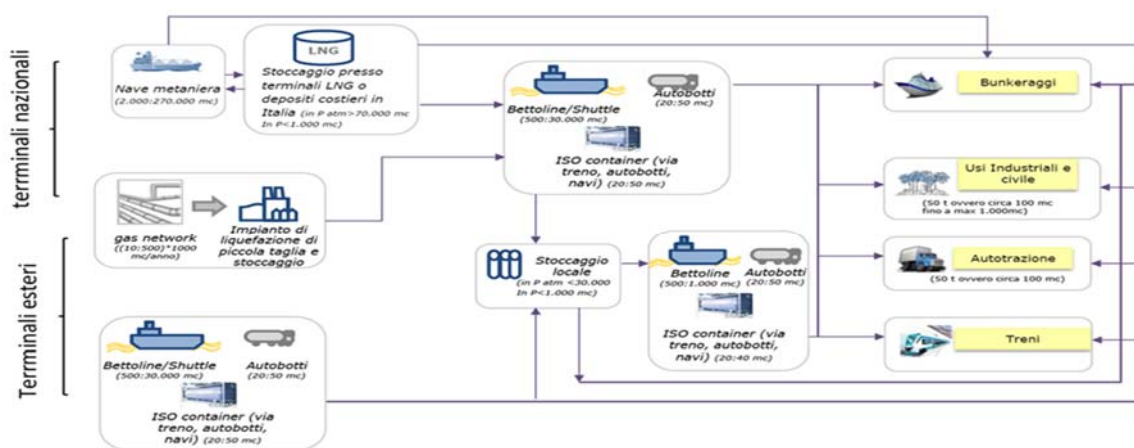 terrminali nazionali
Terminali esteri
Nave metaniera
(2.000:270.000 mc)
LNG
Stoccaggio presso
terminali LNG o
depositi costieri in
Italia (in P atm>70.000 mc
In P<1.000 mc)
gas network
((10:500)*1000
mc/anno)
Impianto di
liquefazione di
piccola taglia e
stoccaggio
Bettoline/Shuttle
(500:30.000 mc)
Autobotti
(20:50 mc)
ISO container (via
treno, autobotti,
navi) (20:50 mc)
Bettoline/Shuttle
(500:30.000 mc)
Autobotti
(20:50 mc)
ISO container (via
treno, autobotti,
navi) (20:50 mc)
Stoccaggio
locale
(in P atm <30.000
In P<1.000 mc)
Bettoline
(500:1.000 mc)
Autobotti
(20:50 mc)
ISO container (via
treno, autobotti,
navi) (20:40 mc)
Bunkeraggi
Usi Industriali e
civile
(50 t ovvero circa 100 mc
fino a max 1.000mc)
Autotrazione
(50 t ovvero circa 100 mc)
Treni